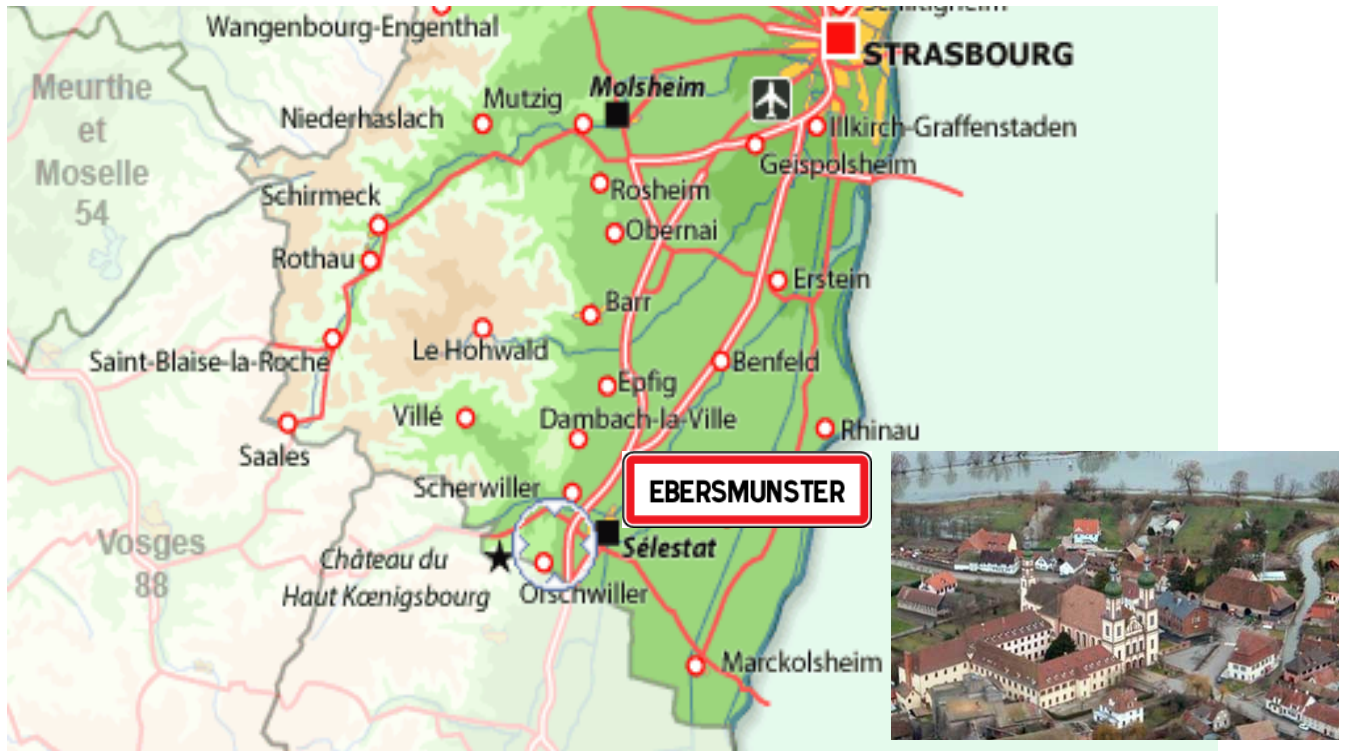 Schiltigheim
Wangenbourg-Engenthal
STRASBOURG
Meurthe
et
Moselle
54
Molsheim
Mutzig
Niederhaslach
Illkirch-Graffenstaden
Geispolsheim
Schirmeck
Rosheim
Obernai
Rothau
Erstein
Barr
Le Hohwald
Saint-Blaise-la-Roche
Benfeld
Epfig
Villé
Dambach-la-Ville
Rhinau
Saales
Scherwiller
EBERSMUNSTER
Vosges
88
Sélestat
Château du
Haut Kœnigsbourg
Orschwiller
Marckolsheim